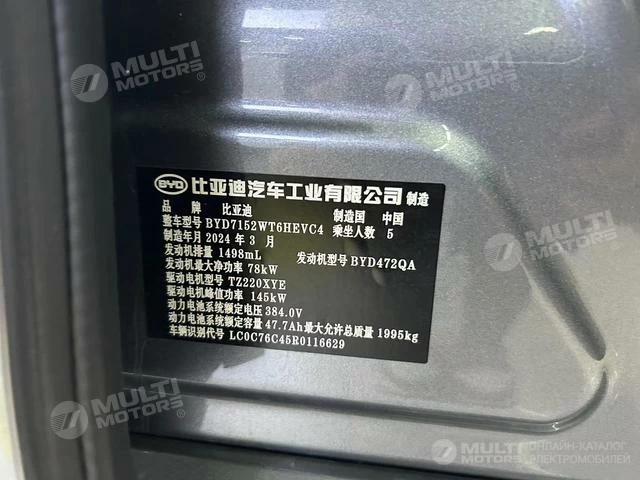 MULTI MOTORS®
MULTI MOTORS®
MULTI MOTORS®
BYD 比亚迪汽车工业有限公司 制造
品 牌 比亚迪 制造国 中国
整车型号 BYD7152WT6HEVC4 乘坐人数 5
制造年月 2024 年 3 月
发动机排量 1498mL 发动机型号 BYD472QA
发动机最大净功率 78kW
驱动电机型号 TZ220XYE
驱动电机峰值功率 145kW
动力电池系统额定电压 384.0V
动力电池系统额定容量 47.7Ah 最大允许总质量 1995kg
车辆识别代号 LC0C76C45R0116629
MULTI MOTORS®
MULTI MOTORS®
MULTI MOTORS
ОНЛАЙН-КАТАЛОГ
ЭЛЕКТРОМОБИЛЕЙ